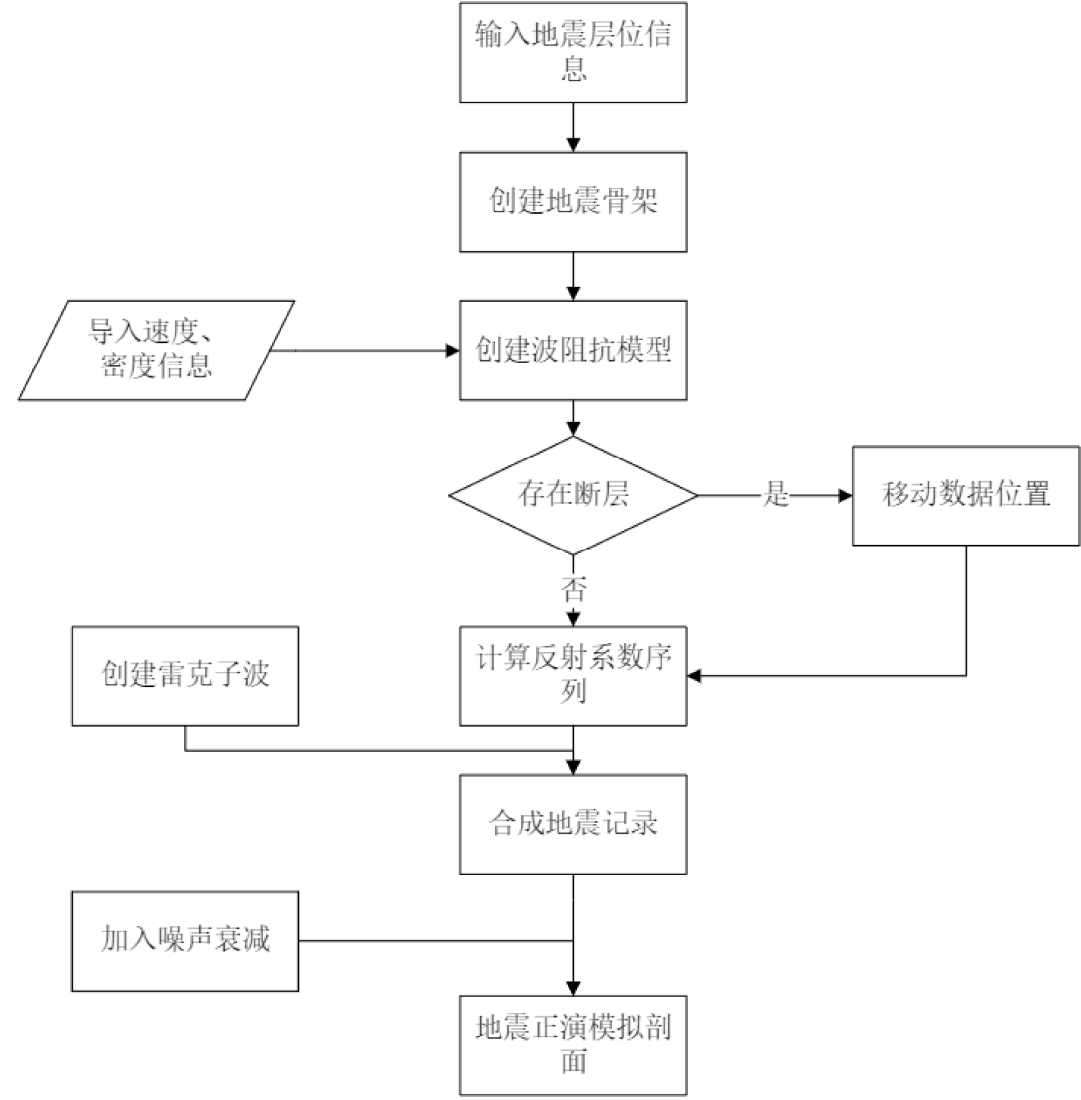 输入地震层位信
息
创建地震骨架
导入速度、
密度信息
创建波阻抗模型
存在断层
是
移动数据位置
否
创建雷克子波
计算反射系数序
列
合成地震记录
加入噪声衰减
地震正演模拟剖
面